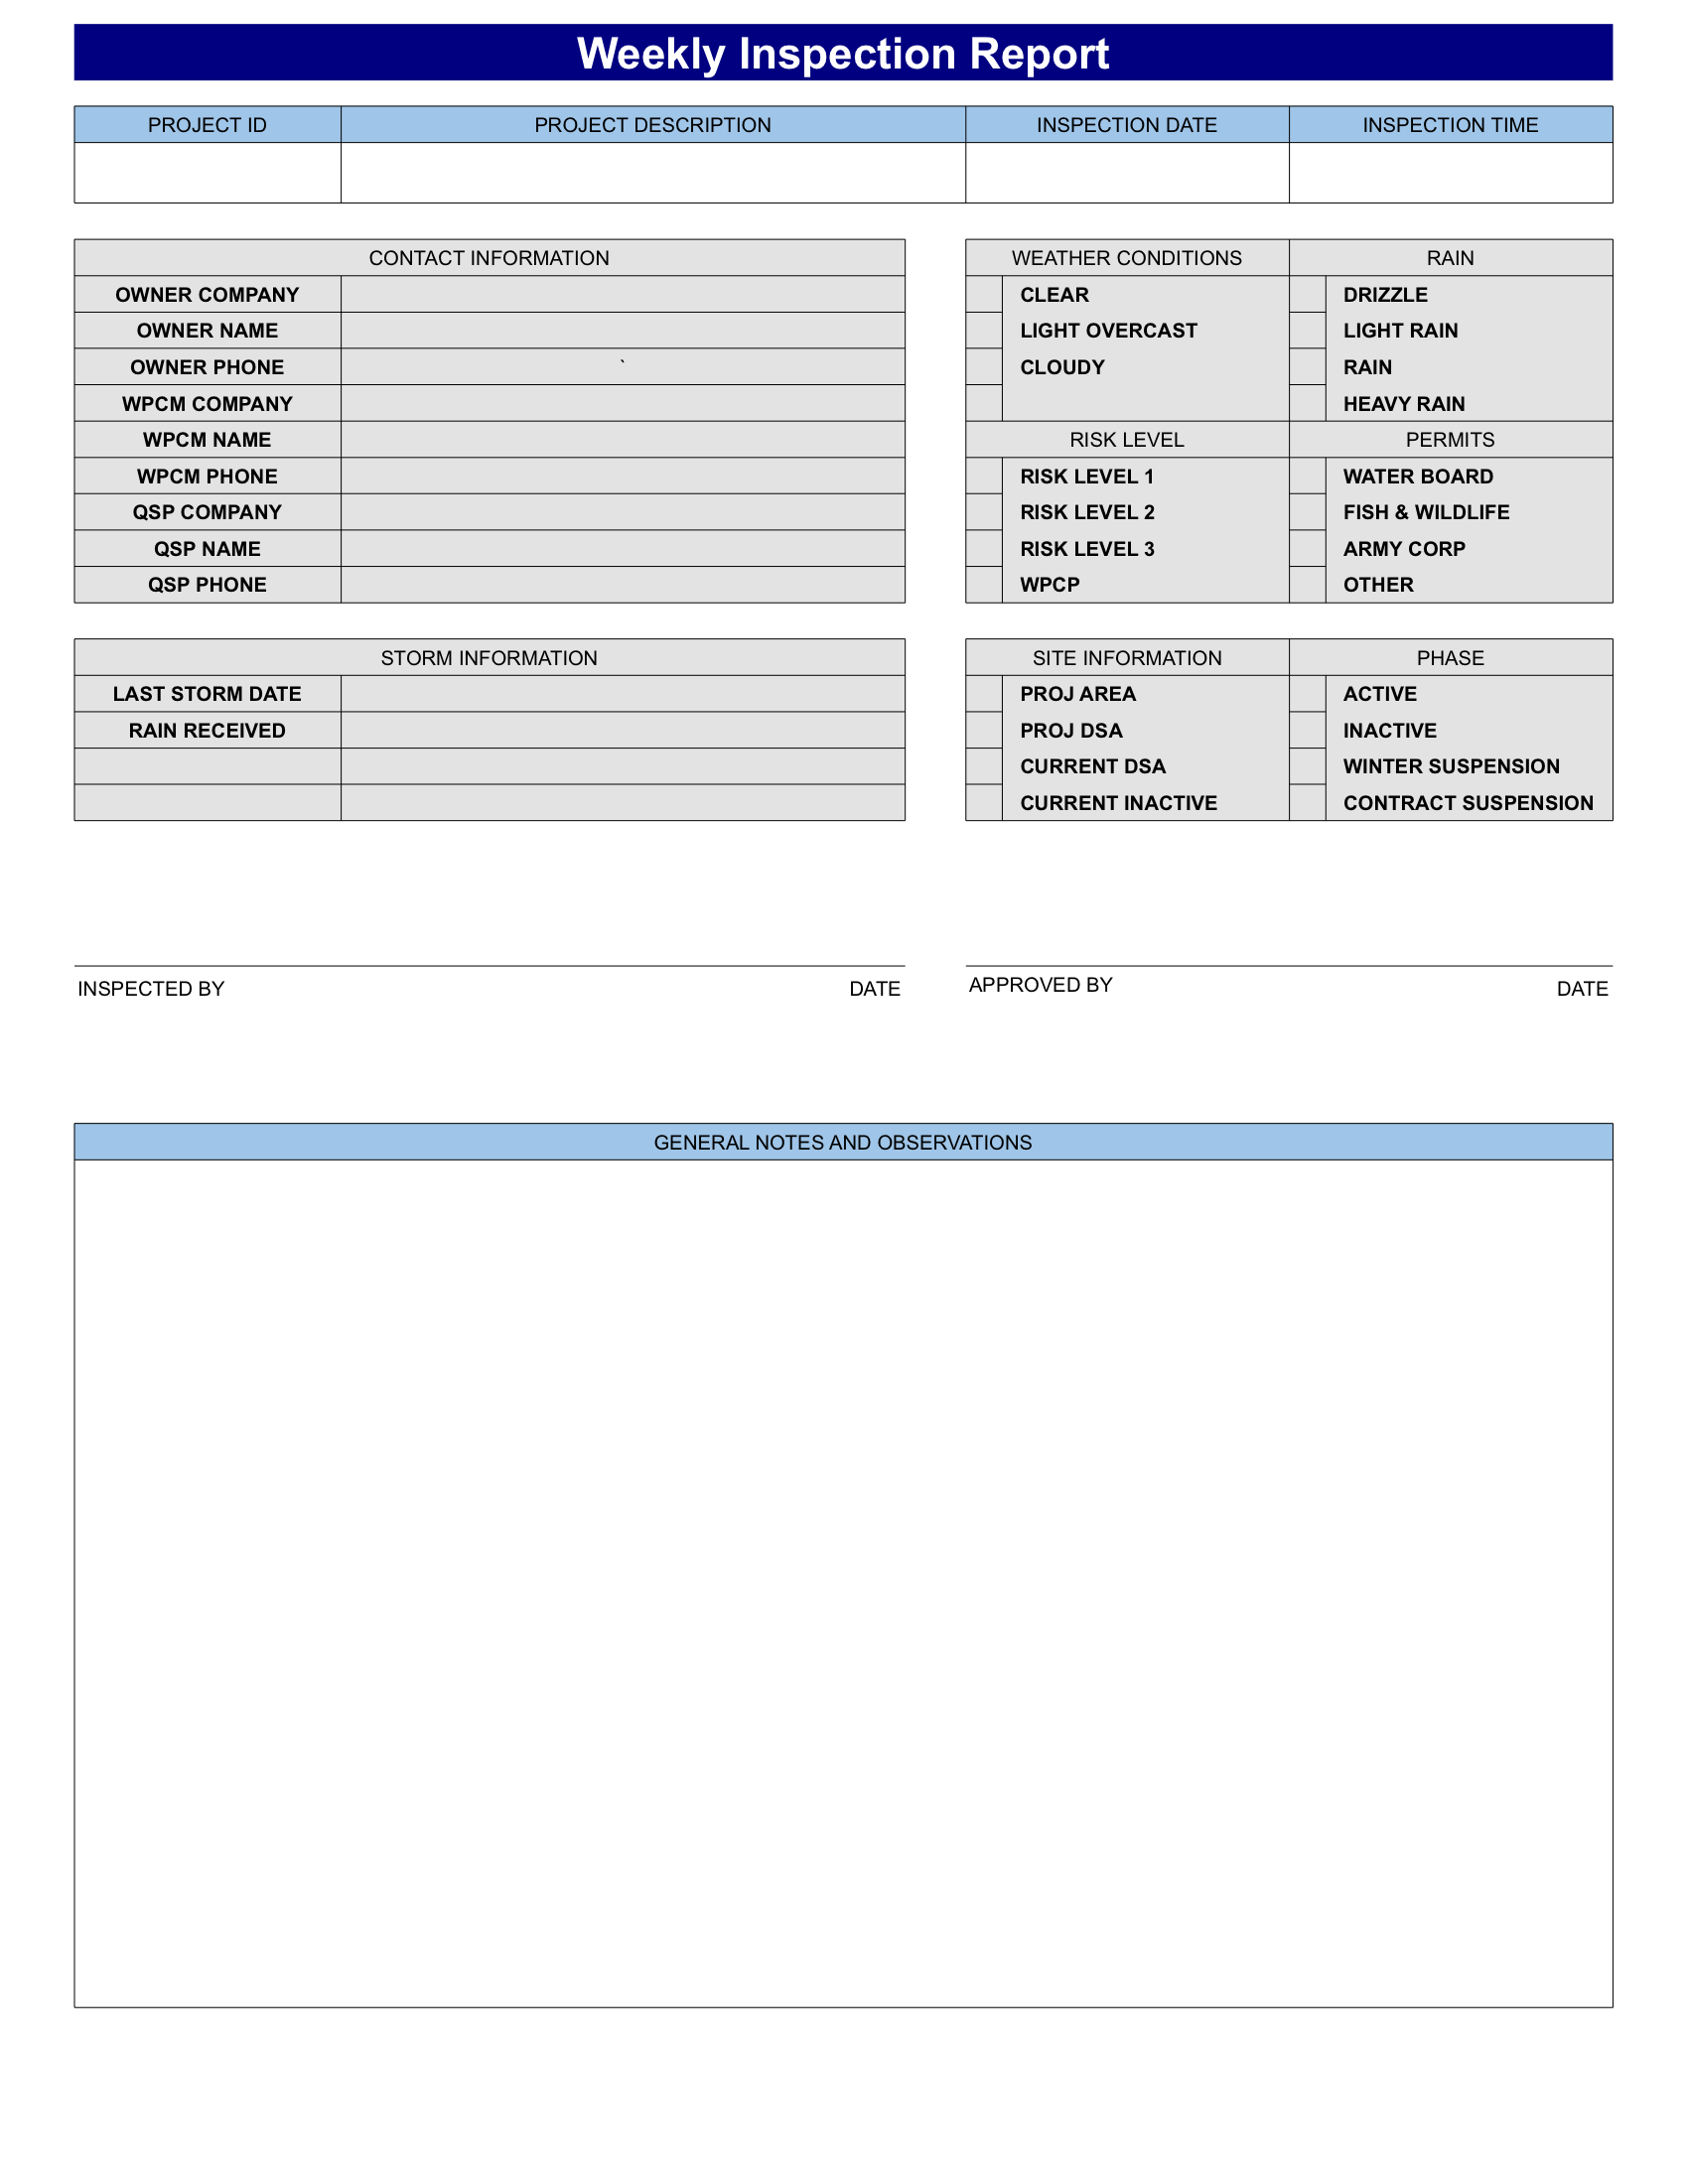 Weekly Inspection Report
PROJECT ID PROJECT DESCRIPTION INSPECTION DATE INSPECTION TIME
CONTACT INFORMATION
OWNER COMPANY
OWNER NAME
OWNER PHONE `
WPCM COMPANY
WPCM NAME
WPCM PHONE
QSP COMPANY
QSP NAME
QSP PHONE
WEATHER CONDITIONS RAIN
CLEAR DRIZZLE
LIGHT OVERCAST LIGHT RAIN
CLOUDY RAIN
HEAVY RAIN
RISK LEVEL PERMITS
RISK LEVEL 1 WATER BOARD
RISK LEVEL 2 FISH & WILDLIFE
RISK LEVEL 3 ARMY CORP
WPCP OTHER
STORM INFORMATION
LAST STORM DATE
RAIN RECEIVED
SITE INFORMATION PHASE
PROJ AREA ACTIVE
PROJ DSA INACTIVE
CURRENT DSA WINTER SUSPENSION
CURRENT INACTIVE CONTRACT SUSPENSION
INSPECTED BY DATE
APPROVED BY DATE
GENERAL NOTES AND OBSERVATIONS